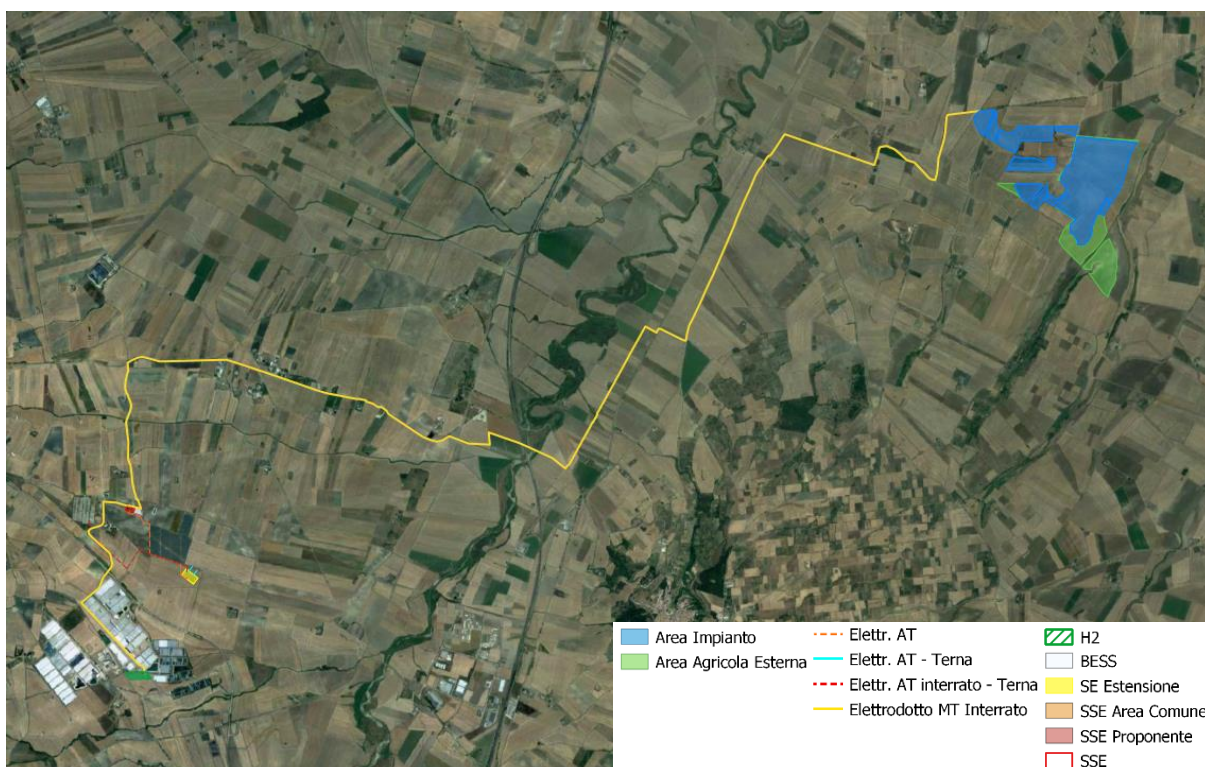 Area Impianto
Area Agricola Esterna
Elettr. AT
Elettr. AT - Terna
Elettr. AT interrato - Terna
Elettrodotto MT Interrato
H2
BESS
SE Estensione
SSE Area Comune
SSE Proponente
SSE